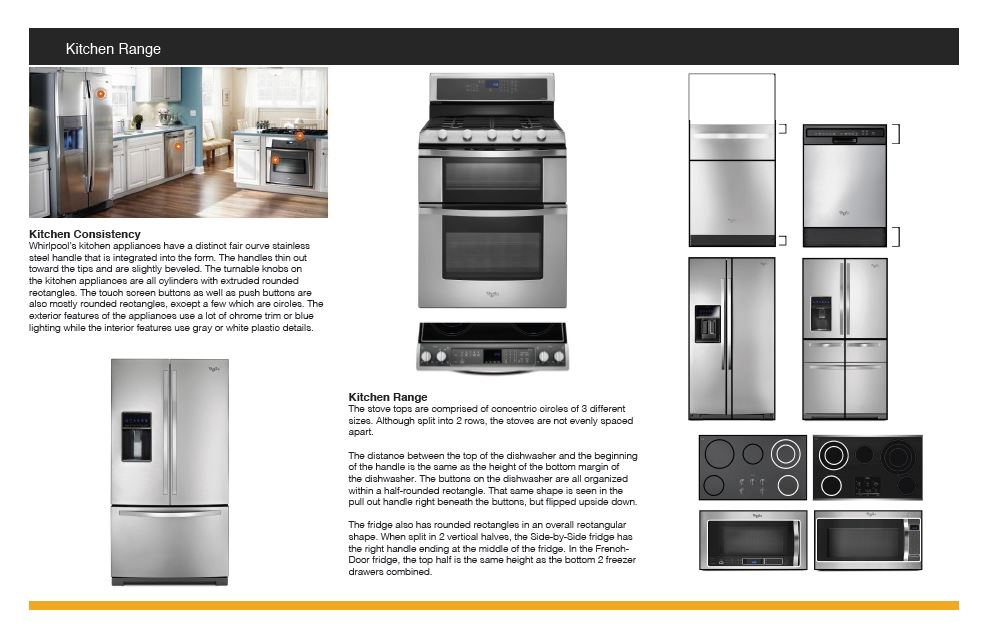 Kitchen Range
Kitchen Consistency
Whirlpool's kitchen appliances have a distinct fair curve stainless
steel handle that is integrated into the form. The handles thin out
toward the tips and are slightly beveled. The turnable knobs on
the kitchen appliances are all cylinders with extruded rounded
rectangles. The touch screen buttons as well as push buttons are
also mostly rounded rectangles, except a few which are circles. The
exterior features of the appliances use a lot of chrome trim or blue
lighting while the interior features use gray or white plastic details.
Kitchen Range
The stove tops are comprised of concentric circles of 3 different
sizes. Although split into 2 rows, the stoves are not evenly spaced
apart.
The distance between the top of the dishwasher and the beginning
of the handle is the same as the height of the bottom margin of
the dishwasher. The buttons on the dishwasher are all organized
within a half-rounded rectangle. That same shape is seen in the
pull out handle right beneath the buttons, but flipped upside down.
The fridge also has rounded rectangles in an overall rectangular
shape. When split in 2 vertical halves, the Side-by-Side fridge has
the right handle ending at the middle of the fridge. In the French-
Door fridge, the top half is the same height as the bottom 2 freezer
drawers combined.